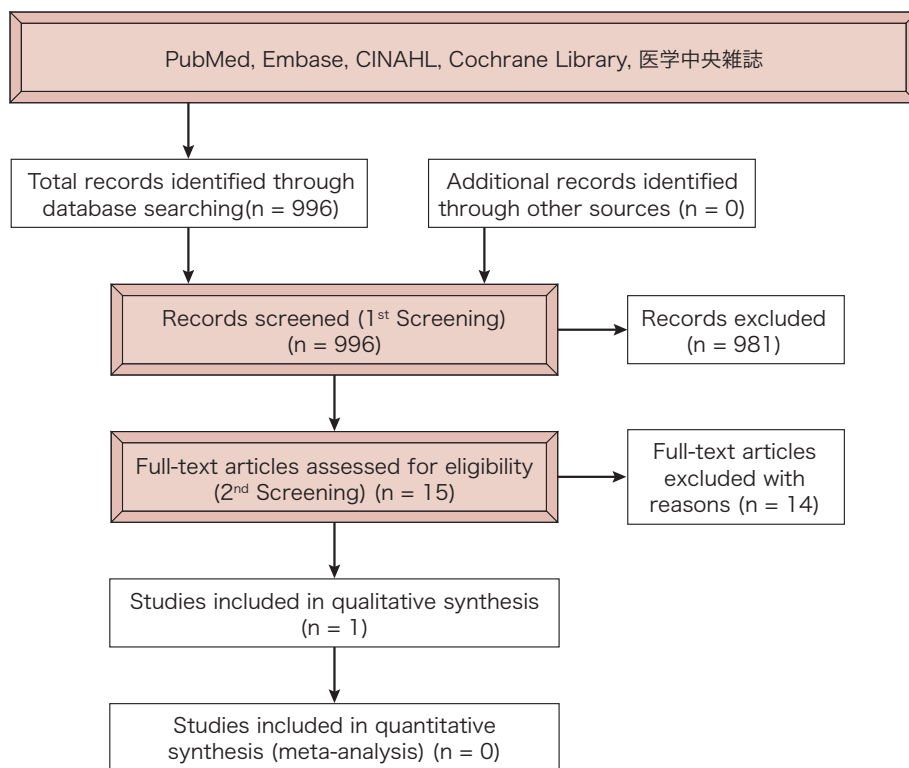 PubMed, Embase, CINAHL, Cochrane Library, 医学中央雑誌
Total records identified through
database searching(n = 996)
Additional records identified
through other sources (n = 0)
Records screened (1st Screening)
(n = 996)
Records excluded
(n = 981)
Full-text articles assessed for eligibility
(2nd Screening) (n = 15)
Full-text articles
excluded with
reasons (n = 14)
Studies included in qualitative synthesis
(n = 1)
Studies included in quantitative
synthesis (meta-analysis) (n = 0)